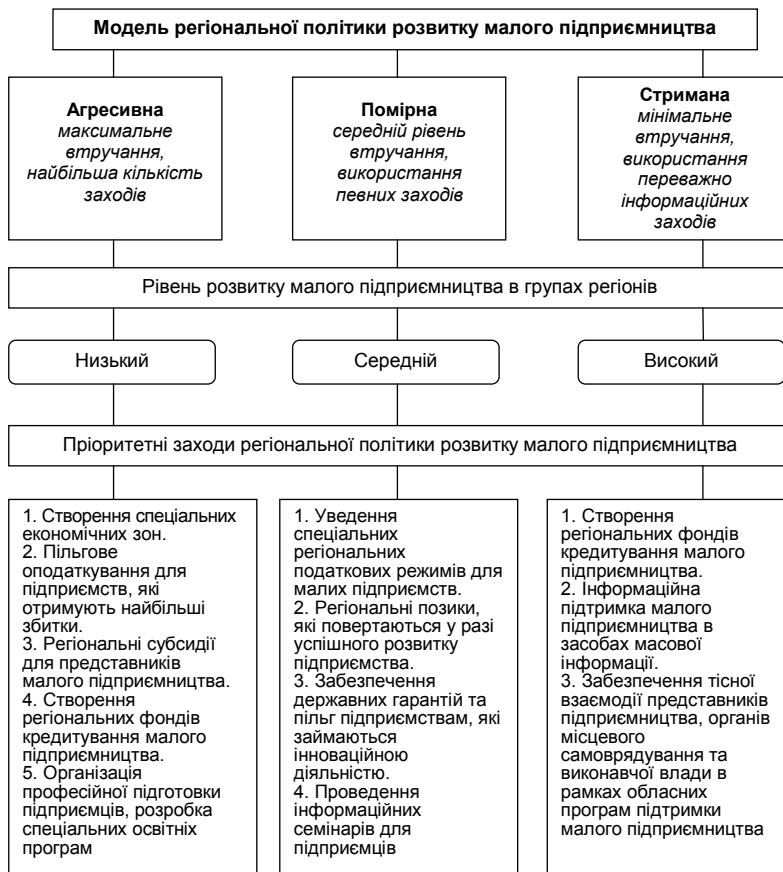 Модель регіональної політики розвитку малого підприємництва
Агресивна
максимальне
втручання,
найбільша кількість
заходів
Помірна
середній рівень
втручання,
використання
певних заходів
Стримана
мінімальне
втручання,
використання
переважно
інформаційних
заходів
Рівень розвитку малого підприємництва в групах регіонів
Низький
Середній
Високий
Пріоритетні заходи регіональної політики розвитку малого підприємництва
1. Створення спеціальних
економічних зон.
2. Пільгове
оподаткування для
підприємств, які
отримують найбільші
збитки.
3. Регіональні субсидії
для представників
малого підприємництва.
4. Створення
регіональних фондів
кредитування малого
підприємництва.
5. Організація
професійної підготовки
підприємців, розробка
спеціальних освітніх
програм
1. Уведення
спеціальних
регіональних
податкових режимів для
малих підприємств.
2. Регіональні позики,
які повертаються у разі
успішного розвитку
підприємства.
3. Забезпечення
державних гарантій та
пільг підприємствам, які
займаються
інноваційною
діяльністю.
4. Проведення
інформаційних
семінарів для
підприємців
1. Створення
регіональних фондів
кредитування малого
підприємництва.
2. Інформаційна
підтримка малого
підприємництва в
засобах масової
інформації.
3. Забезпечення тісної
взаємодії представників
підприємництва, органів
місцевого
самоврядування та
виконавчої влади в
рамках обласних
програм підтримки
малого підприємництва